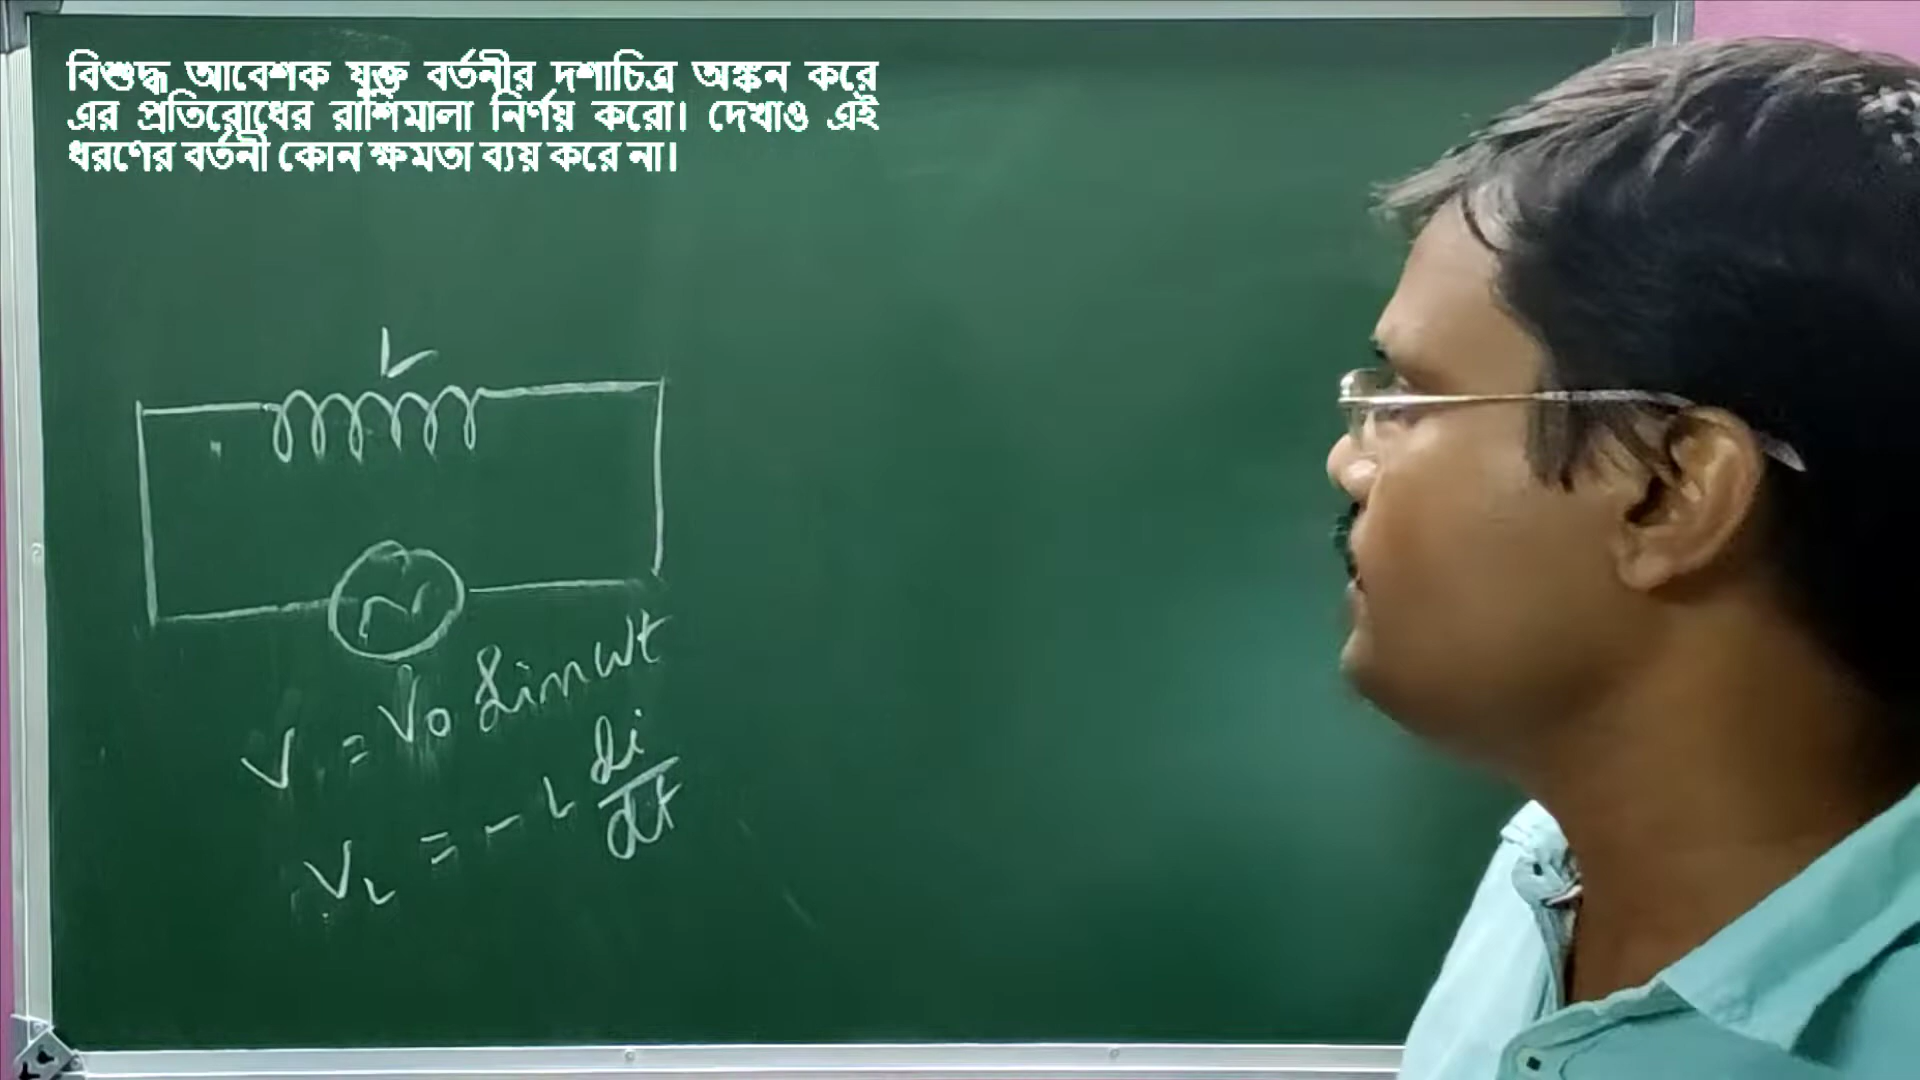 বিশুদ্ধ আবেশক যুক্ত বর্তনীর দশাচিত্র অঙ্কন করে
এর প্রতিরোধের রাশিমালা নির্ণয় করো। দেখাও এই
ধরণের বর্তনী কোন ক্ষমতা ব্যয় করে না।
L
V = V₀ Sinωt
V_L = -L di/dt